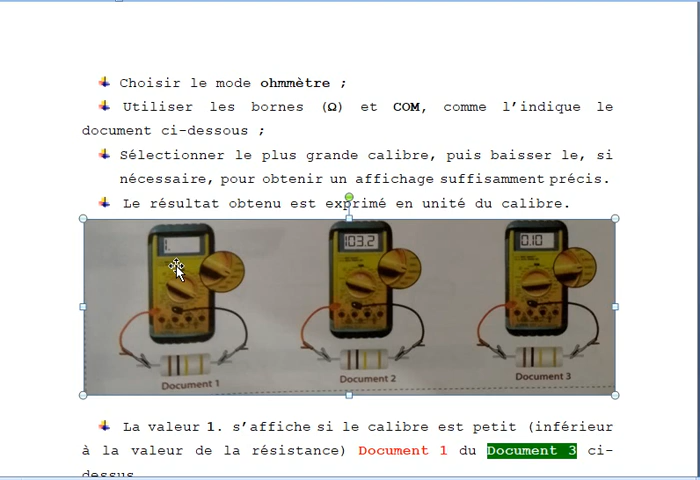 Choisir le mode ohmmètre ;
Utiliser les bornes (Ω) et COM, comme l'indique le
document ci-dessous ;
Sélectionner le plus grande calibre, puis baisser le, si
nécessaire, pour obtenir un affichage suffisamment précis.
Le résultat obtenu est exprimé en unité du calibre.
1. 103.2 0.10
Document 1 Document 2 Document 3
La valeur 1. s'affiche si le calibre est petit (inférieur
à la valeur de la résistance) Document 1 du Document 3 ci-
dessus